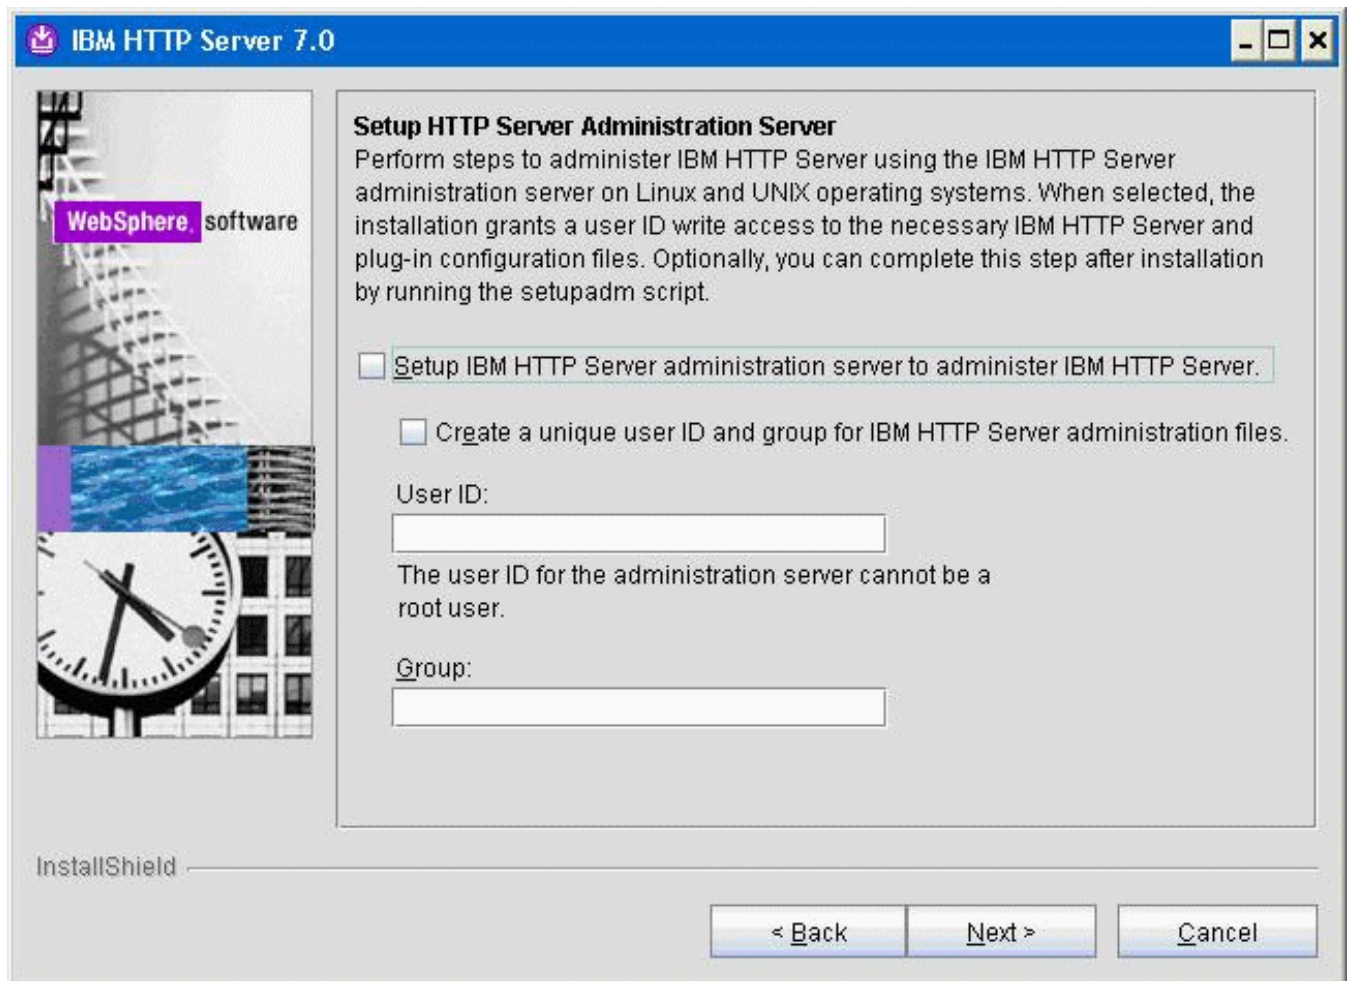 IBM HTTP Server 7.0
WebSphere. software
Setup HTTP Server Administration Server
Perform steps to administer IBM HTTP Server using the IBM HTTP Server
administration server on Linux and UNIX operating systems. When selected, the
installation grants a user ID write access to the necessary IBM HTTP Server and
plug-in configuration files. Optionally, you can complete this step after installation
by running the setupadm script.
Setup IBM HTTP Server administration server to administer IBM HTTP Server.
Create a unique user ID and group for IBM HTTP Server administration files.
User ID:
The user ID for the administration server cannot be a
root user.
Group:
InstallShield
< Back
Next >
Cancel